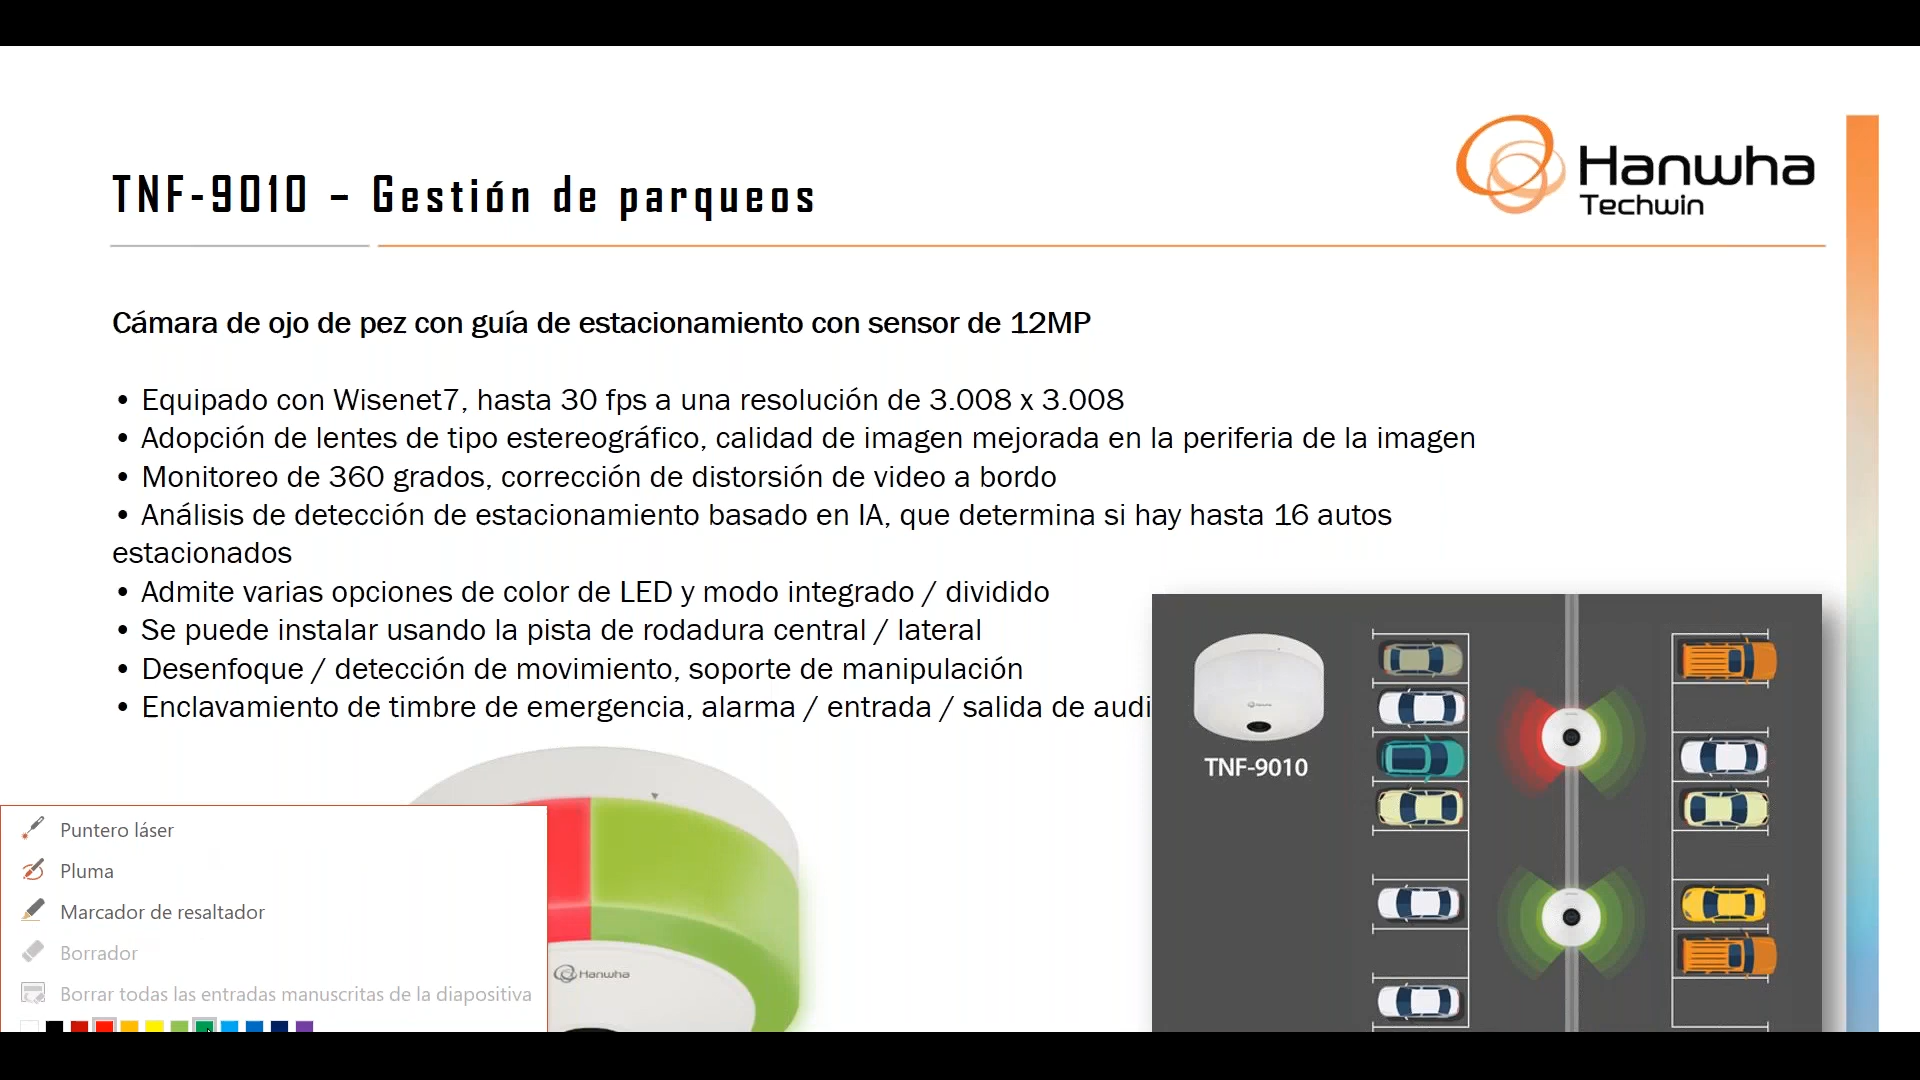 Hanwha
Techwin
TNF-9010 – Gestión de parqueos
Cámara de ojo de pez con guía de estacionamiento con sensor de 12MP
• Equipado con Wisenet7, hasta 30 fps a una resolución de 3.008 x 3.008
• Adopción de lentes de tipo estereográfico, calidad de imagen mejorada en la periferia de la imagen
• Monitoreo de 360 grados, corrección de distorsión de video a bordo
• Análisis de detección de estacionamiento basado en IA, que determina si hay hasta 16 autos
estacionados
• Admite varias opciones de color de LED y modo integrado / dividido
• Se puede instalar usando la pista de rodadura central / lateral
• Desenfoque / detección de movimiento, soporte de manipulación
• Enclavamiento de timbre de emergencia, alarma / entrada / salida de audi
TNF-9010
Puntero láser
Pluma
Marcador de resaltador
Borrador
Borrar todas las entradas manuscritas de la diapositiva
Hanwha